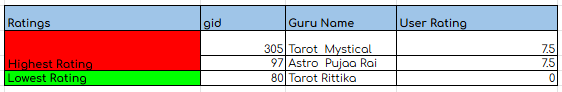 Ratings gid Guru Name User Rating
305 Tarot Mystical 7.5
Highest Rating 97 Astro Pujaa Rai 7.5
Lowest Rating 80 Tarot Rittika 0